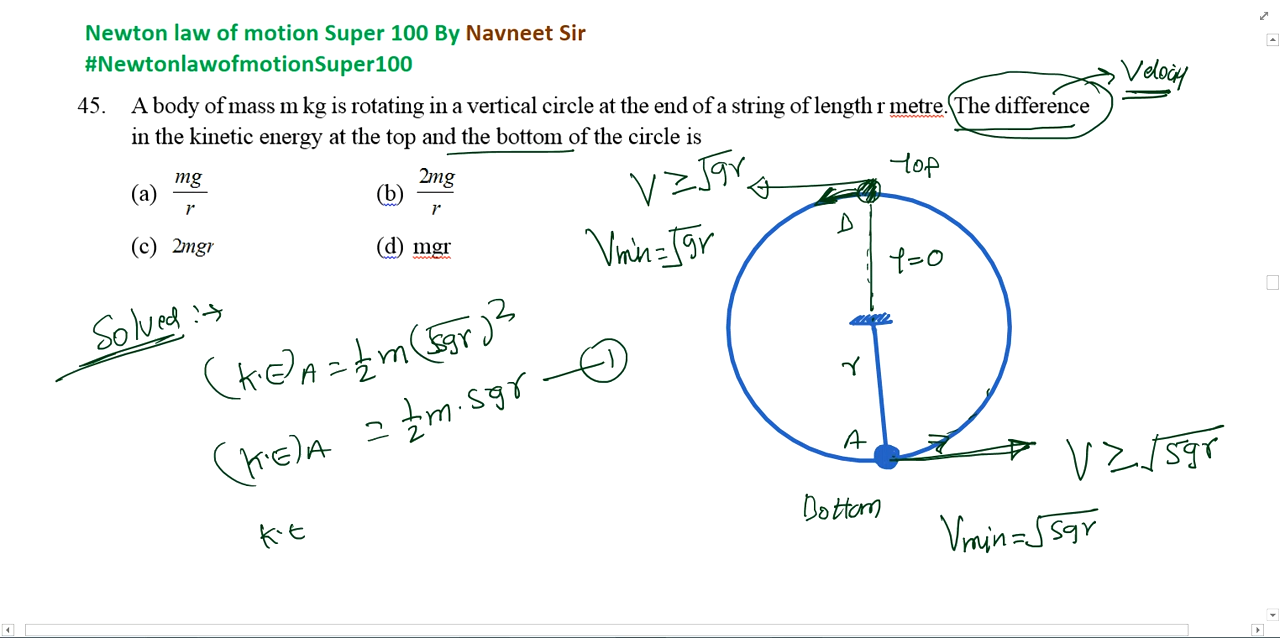 Newton law of motion Super 100 By Navneet Sir
#NewtonlawofmotionSuper100
Velocity
45. A body of mass m kg is rotating in a vertical circle at the end of a string of length r metre. The difference
in the kinetic energy at the top and the bottom of the circle is
(a) mg/r (b) 2mg/r
(c) 2mgr (d) mgr
Top
V ≥ √gr
Vmin = √gr
T=0
r
A
Bottom
V ≥ √5gr
Vmin = √5gr
Solved :→
(K.E)A = 1/2 m(√5gr)²
(K.E)A = 1/2 m.5gr — 1
K.E